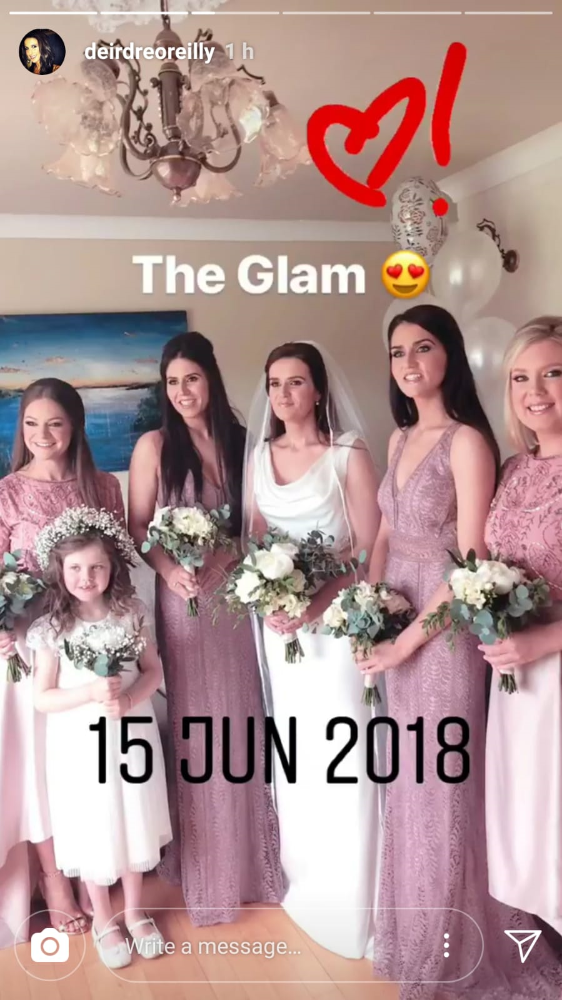 deirdreoreilly 1 h
The Glam 😍
15 JUN 2018
Write a message...